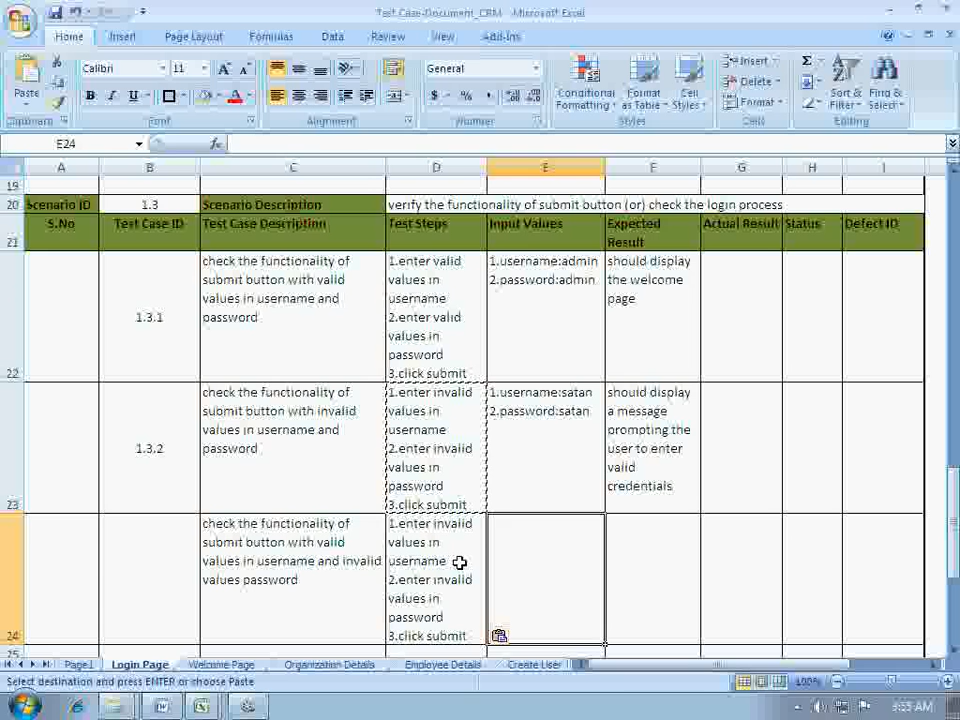 Test Case-Document_CRM - Microsoft Excel
Home Insert Page Layout Formulas Data Review View Add-Ins
Paste Calibri 11 General Conditional Formatting Format as Table Cell Styles Insert Delete Format Sort & Filter Find & Select
Clipboard Font Alignment Number Styles Cells Editing
E24 fx
A B C D E F G H I
19
20 Scenario ID 1.3 Scenario Description verify the functionality of submit button (or) check the login process
21 S.No Test Case ID Test Case Description Test Steps Input Values Expected Result Actual Result Status Defect ID
22
1.3.1
check the functionality of
submit button with valid
values in username and
password
1.enter valid
values in
username
2.enter valid
values in
password
3.click submit
1.username:admin
2.password:admin
should display
the welcome
page
23
1.3.2
check the functionality of
submit button with invalid
values in username and
password
1.enter invalid
values in
username
2.enter invalid
values in
password
3.click submit
1.username:satan
2.password:satan
should display
a message
prompting the
user to enter
valid
credentials
24
check the functionality of
submit button with valid
values in username and invalid
values password
1.enter invalid
values in
username
2.enter invalid
values in
password
3.click submit
25
Page1 Login Page Welcome Page Organization Details Employee Details Create User
Select destination and press ENTER or choose Paste 100%
3:55 AM